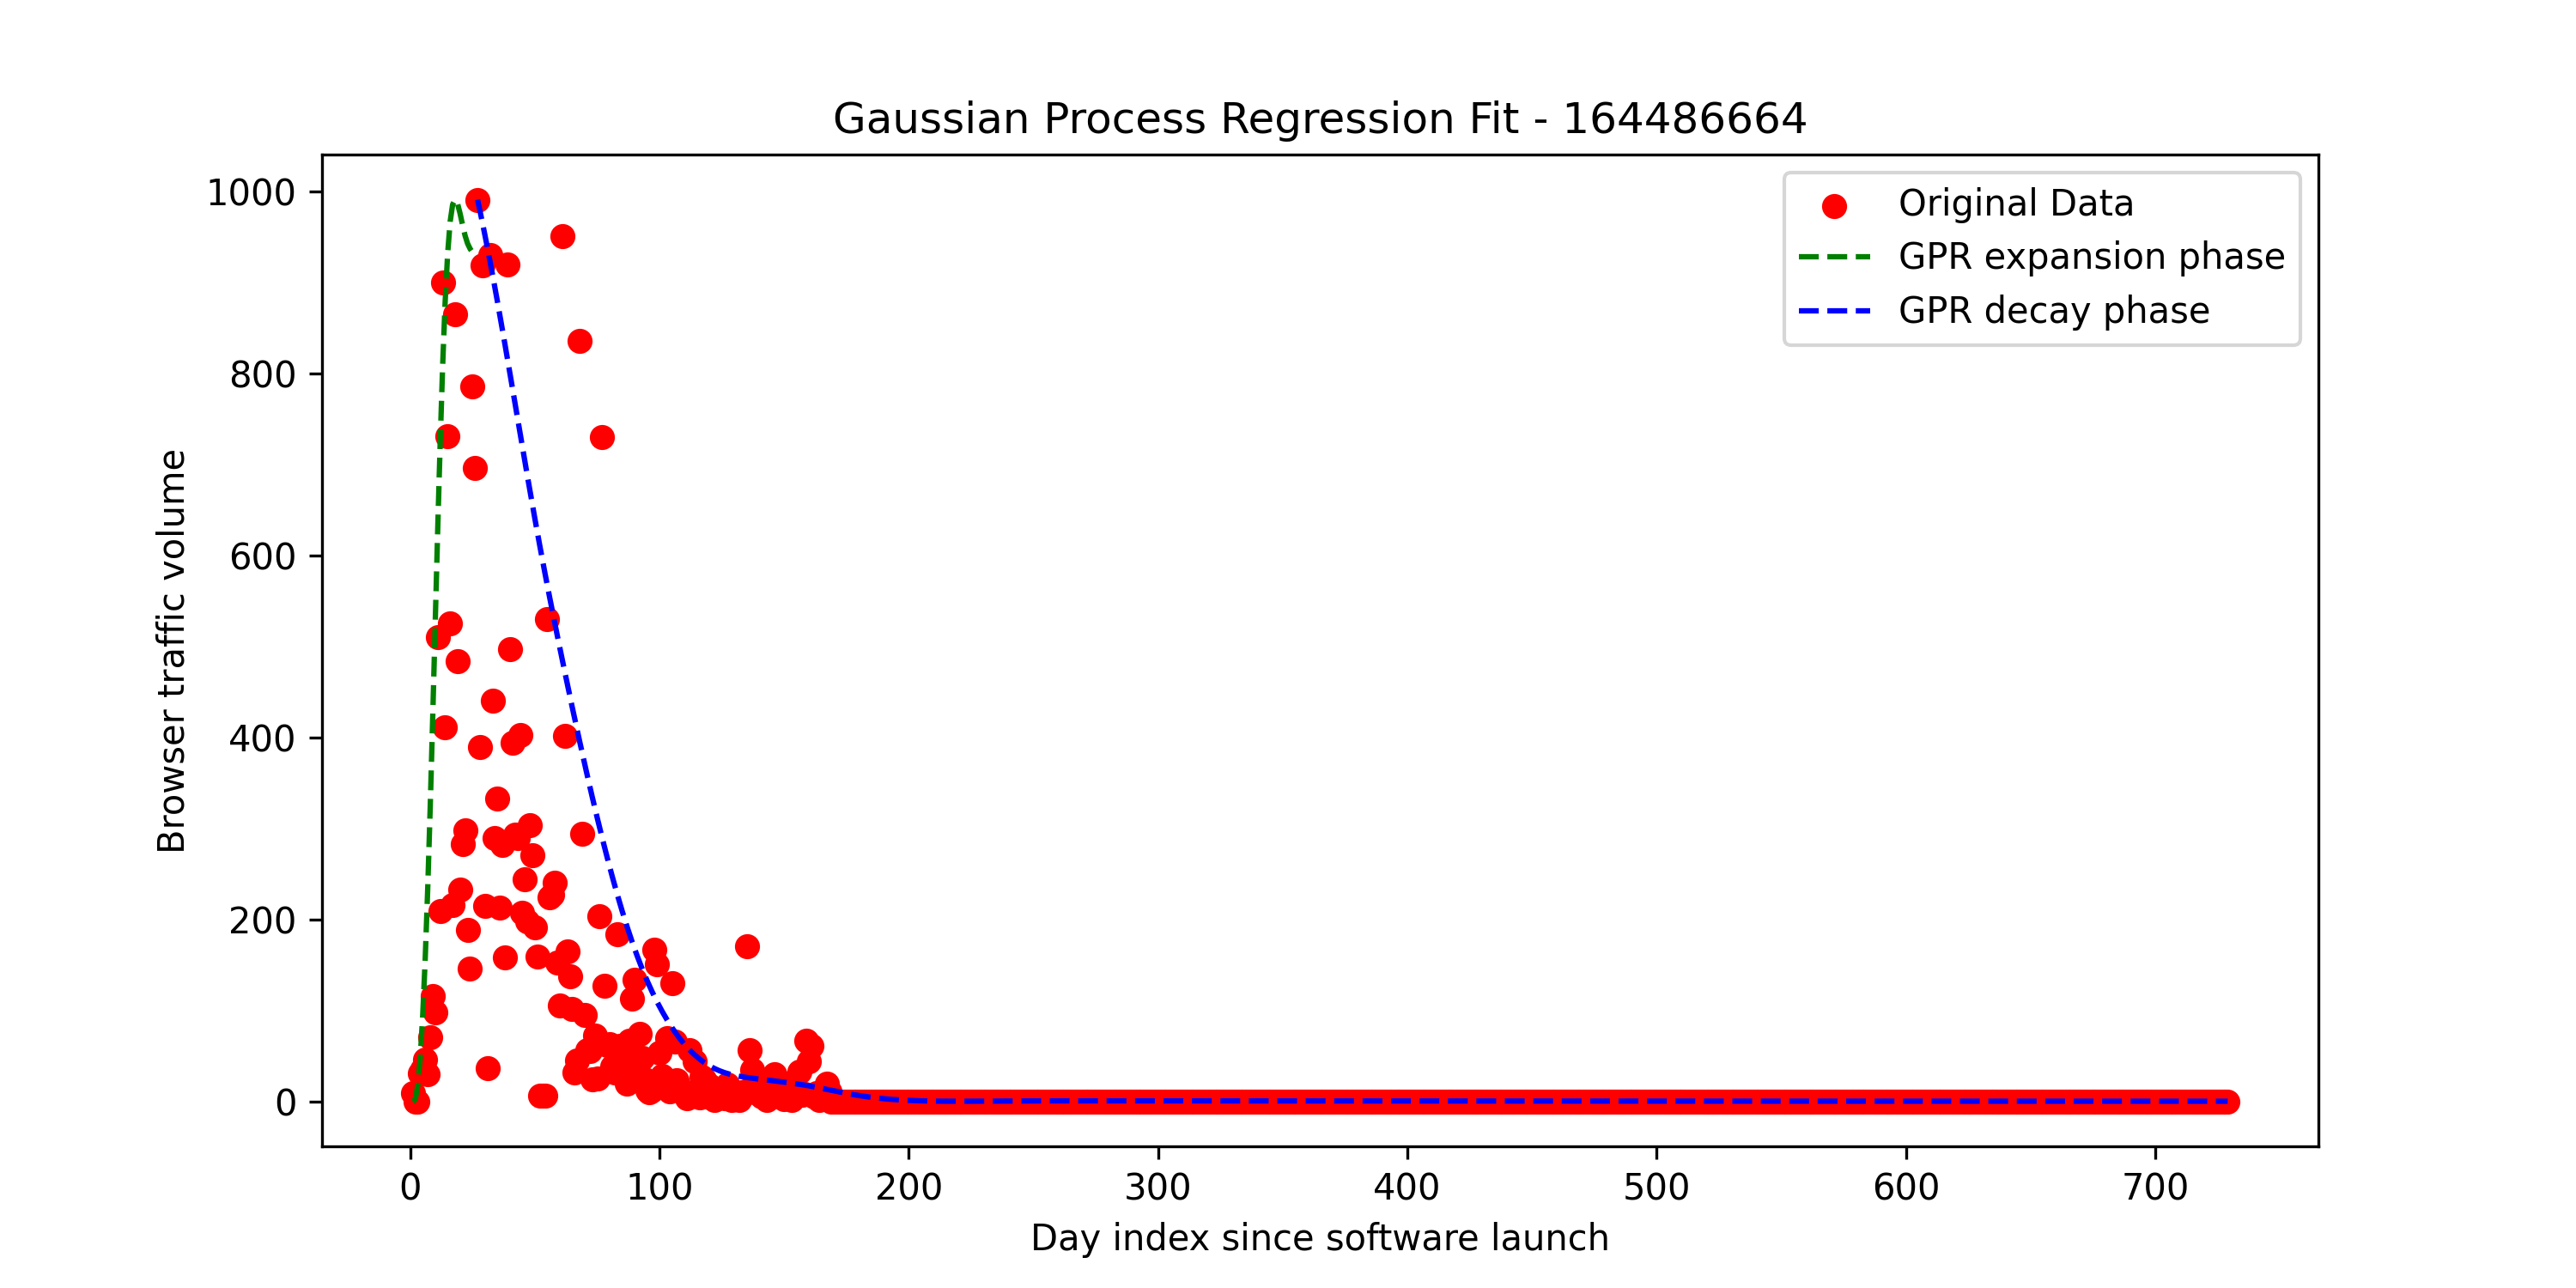 Gaussian Process Regression Fit - 164486664
Original Data
GPR expansion phase
GPR decay phase
Browser traffic volume
1000
800
600
400
200
0
0 100 200 300 400 500 600 700
Day index since software launch